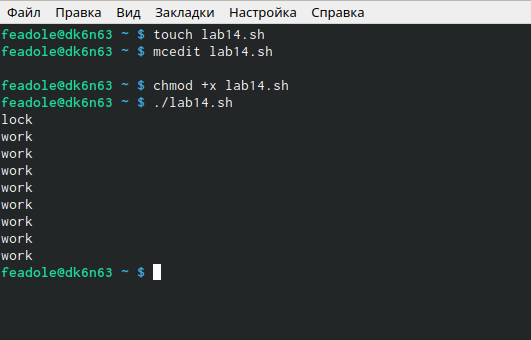 Файл Правка Вид Закладки Настройка Справка
feadole@dk6n63 ~ $ touch lab14.sh
feadole@dk6n63 ~ $ mcedit lab14.sh
feadole@dk6n63 ~ $ chmod +x lab14.sh
feadole@dk6n63 ~ $ ./lab14.sh
lock
work
work
work
work
work
work
work
work
feadole@dk6n63 ~ $